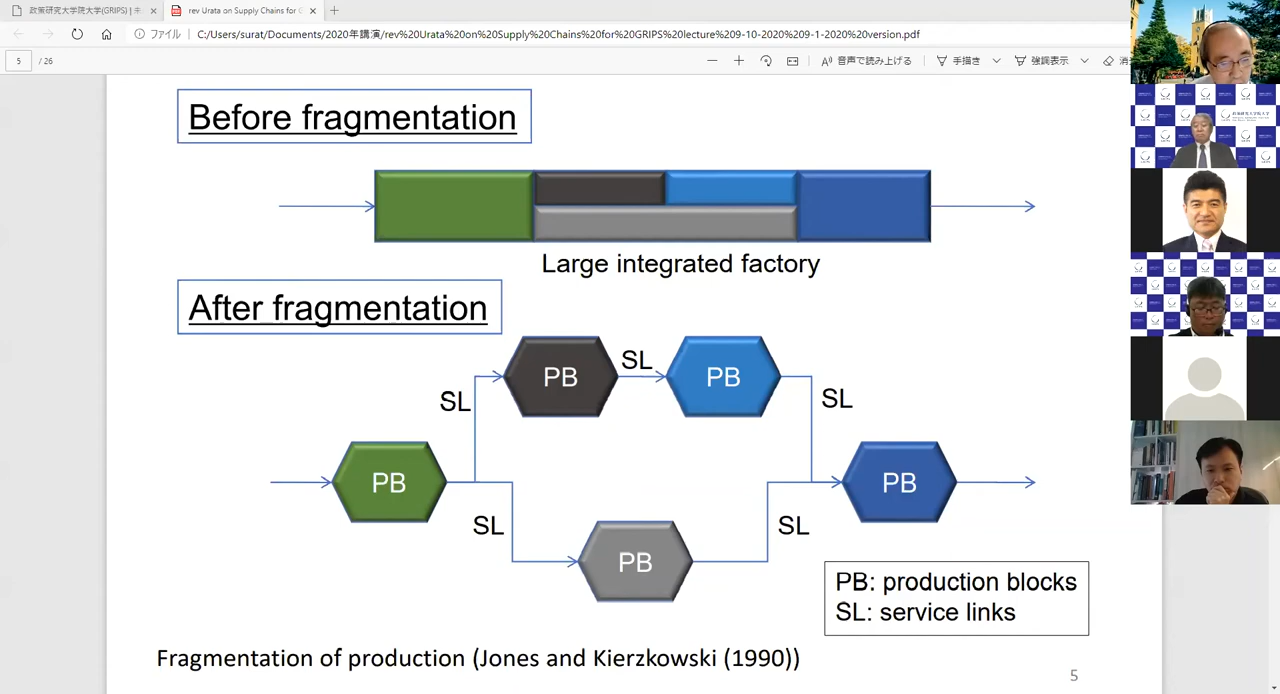 政策研究大学院大学(GRIPS) | 未
rev Urata on Supply Chains for G
ファイル
C:/Users/surat/Documents/2020年講演/rev%20Urata%20on%20Supply%20Chains%20for%20GRIPS%20lecture%209-10-2020%209-1-2020%20version.pdf
5 / 26
音声で読み上げる
手描き
強調表示
Before fragmentation
Large integrated factory
After fragmentation
PB
SL
PB
SL
SL
PB
PB
SL
SL
PB
PB: production blocks
SL: service links
Fragmentation of production (Jones and Kierzkowski (1990))
5